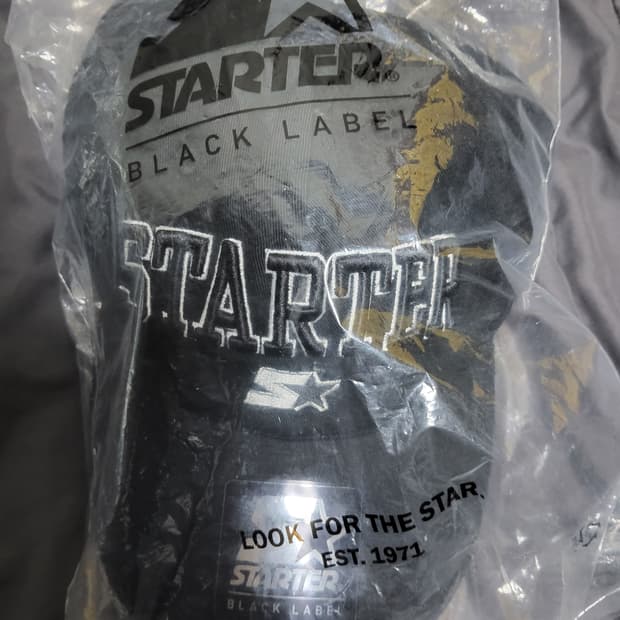 STARTER®
BLACK LABEL
STARTER
S
LOOK FOR THE STAR.
EST. 1971
STARTER
BLACK LABEL